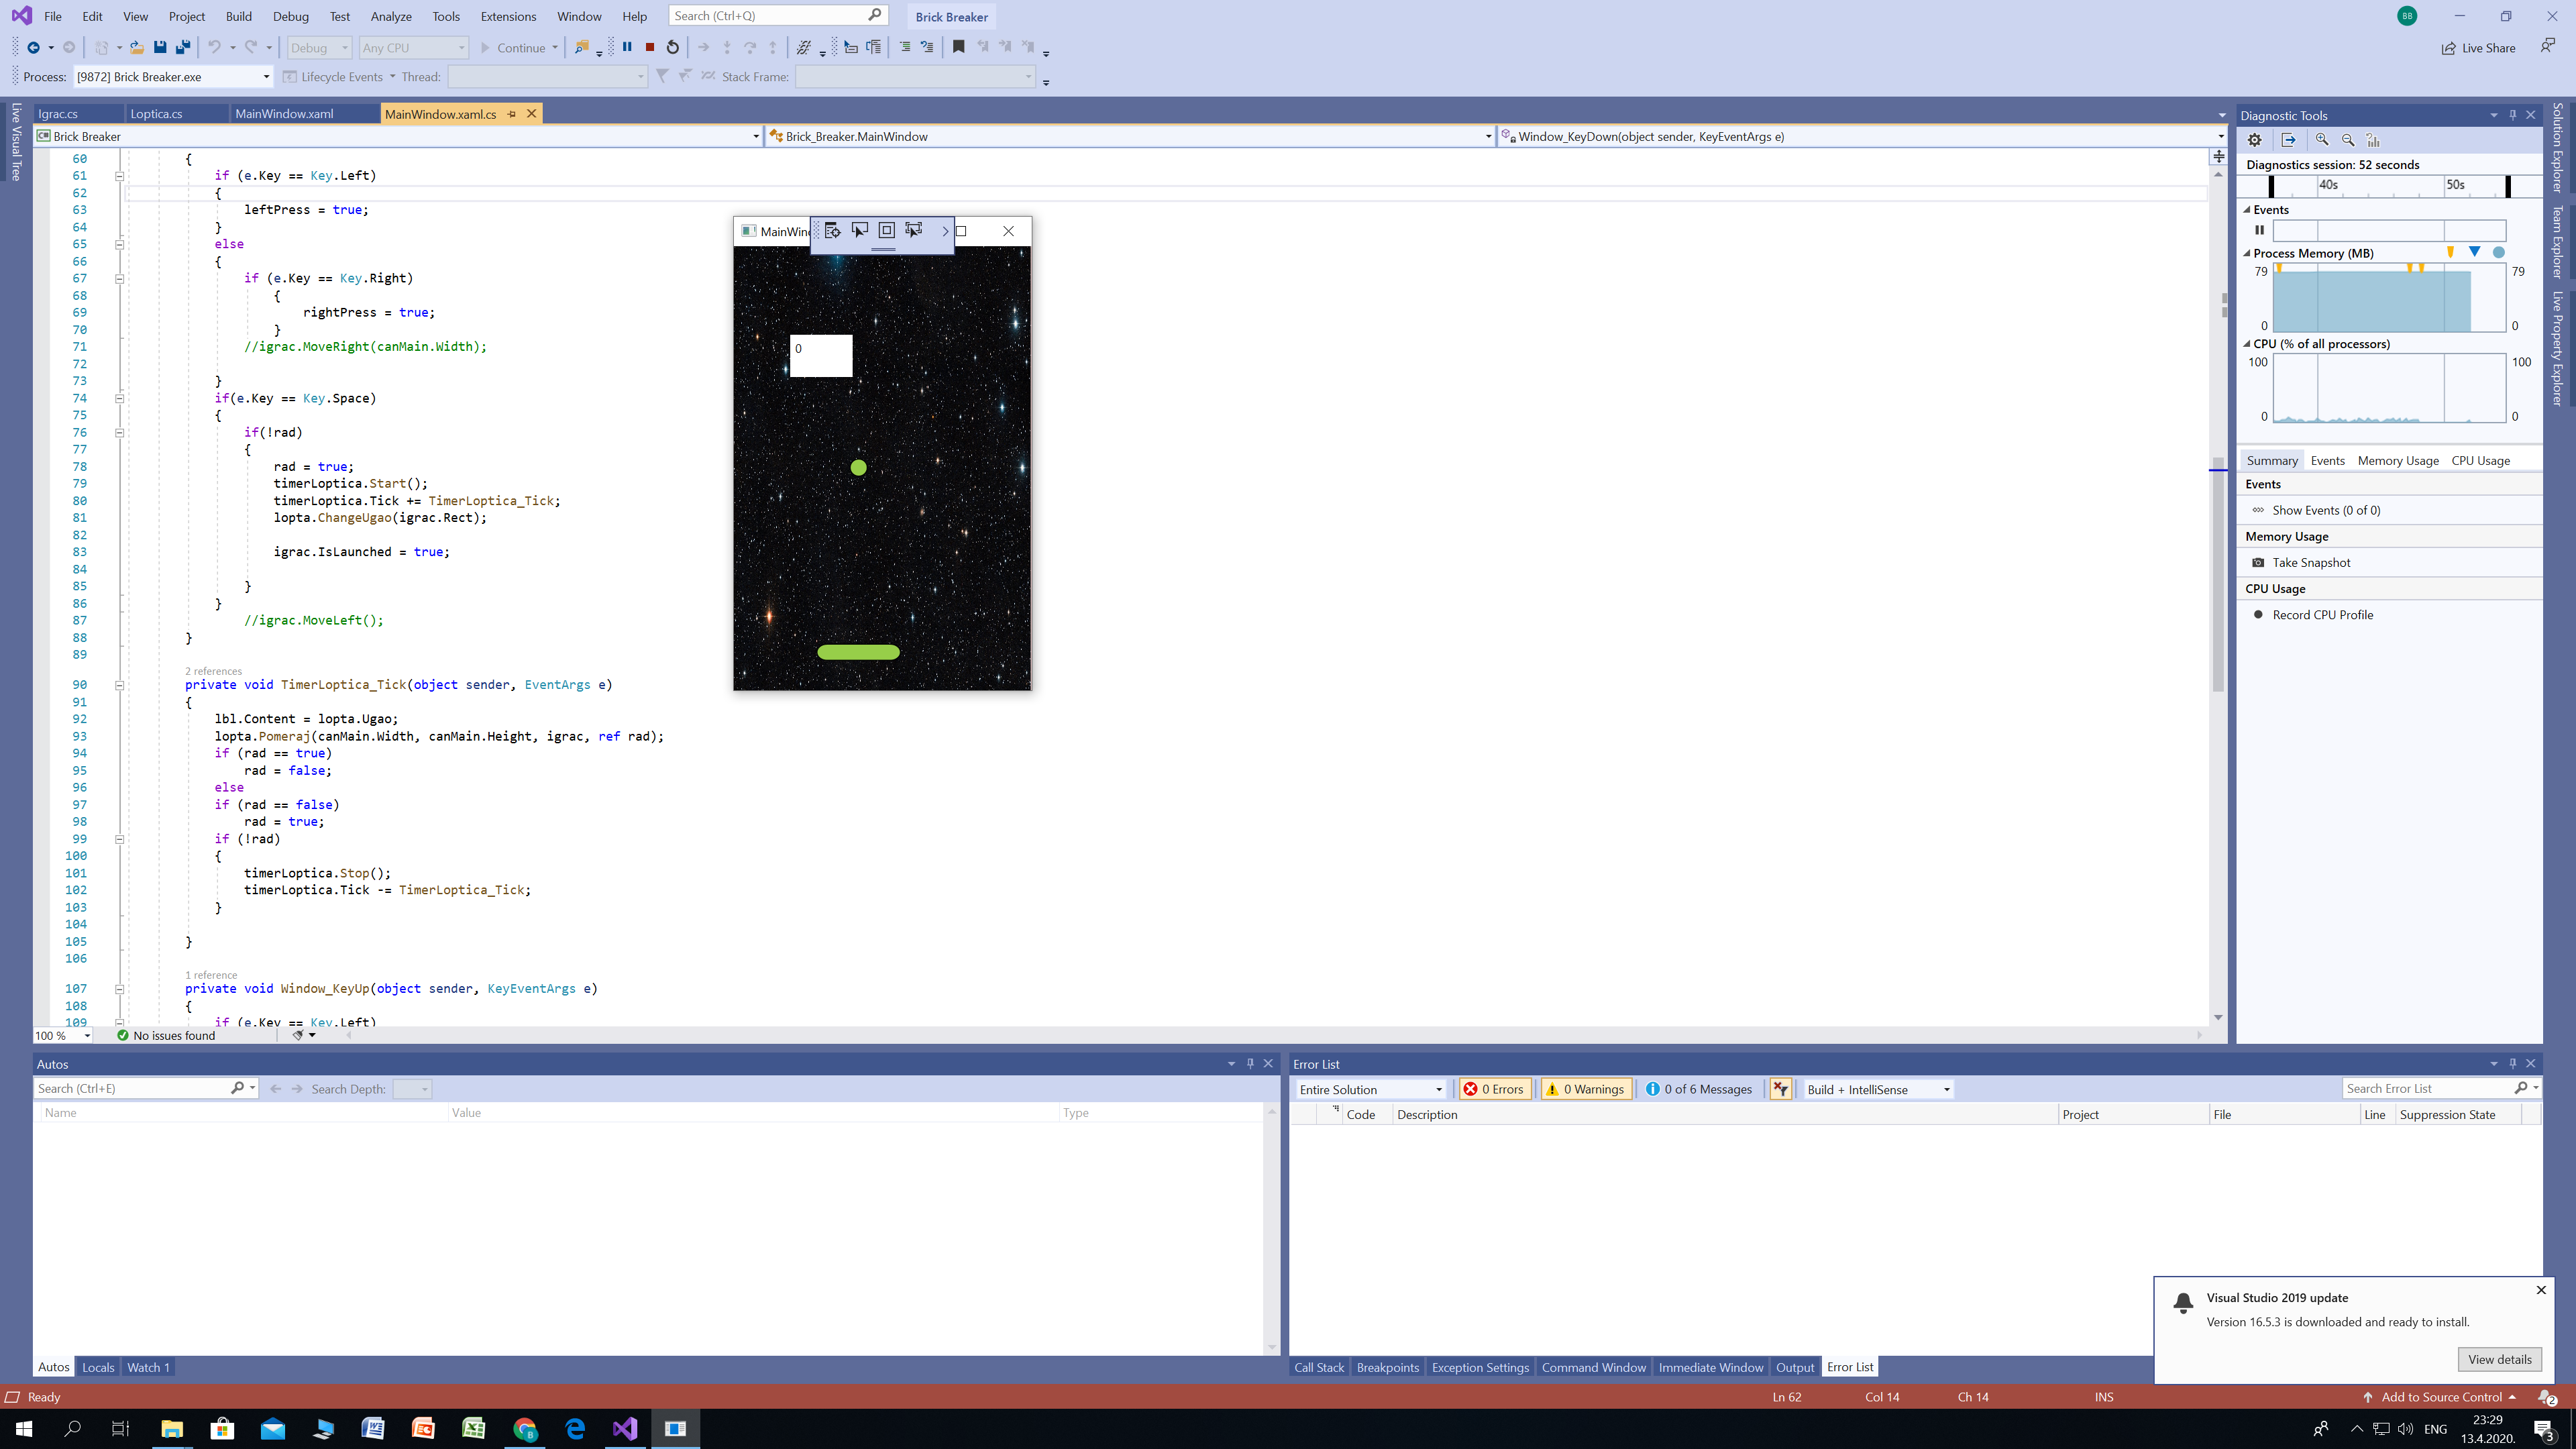 File Edit View Project Build Debug Test Analyze Tools Extensions Window Help Search (Ctrl+Q) Brick Breaker BB
Debug Any CPU Continue Live Share
Process: [9872] Brick Breaker.exe Lifecycle Events Thread: Stack Frame:
Live Visual Tree
Igrac.cs Loptica.cs MainWindow.xaml MainWindow.xaml.cs
Brick Breaker Brick_Breaker.MainWindow Window_KeyDown(object sender, KeyEventArgs e)
60 {
61 if (e.Key == Key.Left)
62 {
63 leftPress = true;
64 }
65 else
66 {
67 if (e.Key == Key.Right)
68 {
69 rightPress = true;
70 }
71 //igrac.MoveRight(canMain.Width);
72
73 }
74 if(e.Key == Key.Space)
75 {
76 if(!rad)
77 {
78 rad = true;
79 timerLoptica.Start();
80 timerLoptica.Tick += TimerLoptica_Tick;
81 lopta.ChangeUgao(igrac.Rect);
82
83 igrac.IsLaunched = true;
84
85 }
86 }
87 //igrac.MoveLeft();
88 }
89
2 references
90 private void TimerLoptica_Tick(object sender, EventArgs e)
91 {
92 lbl.Content = lopta.Ugao;
93 lopta.Pomeraj(canMain.Width, canMain.Height, igrac, ref rad);
94 if (rad == true)
95 rad = false;
96 else
97 if (rad == false)
98 rad = true;
99 if (!rad)
100 {
101 timerLoptica.Stop();
102 timerLoptica.Tick -= TimerLoptica_Tick;
103 }
104
105 }
106
1 reference
107 private void Window_KeyUp(object sender, KeyEventArgs e)
108 {
109 if (e.Key == Key.Left)
100 % No issues found
MainWind
0
Diagnostic Tools
Diagnostics session: 52 seconds
40s 50s
Events
Process Memory (MB)
79 79
0 0
CPU (% of all processors)
100 100
0 0
Summary Events Memory Usage CPU Usage
Events
Show Events (0 of 0)
Memory Usage
Take Snapshot
CPU Usage
Record CPU Profile
Solution Explorer
Team Explorer
Live Property Explorer
Autos
Search (Ctrl+E) Search Depth:
Name Value Type
Autos Locals Watch 1
Error List
Entire Solution 0 Errors 0 Warnings 0 of 6 Messages Build + IntelliSense Search Error List
Code Description Project File Line Suppression State
Call Stack Breakpoints Exception Settings Command Window Immediate Window Output Error List
Visual Studio 2019 update
Version 16.5.3 is downloaded and ready to install.
View details
Ready Ln 62 Col 14 Ch 14 INS Add to Source Control 2
ENG 23:29
13.4.2020. 3